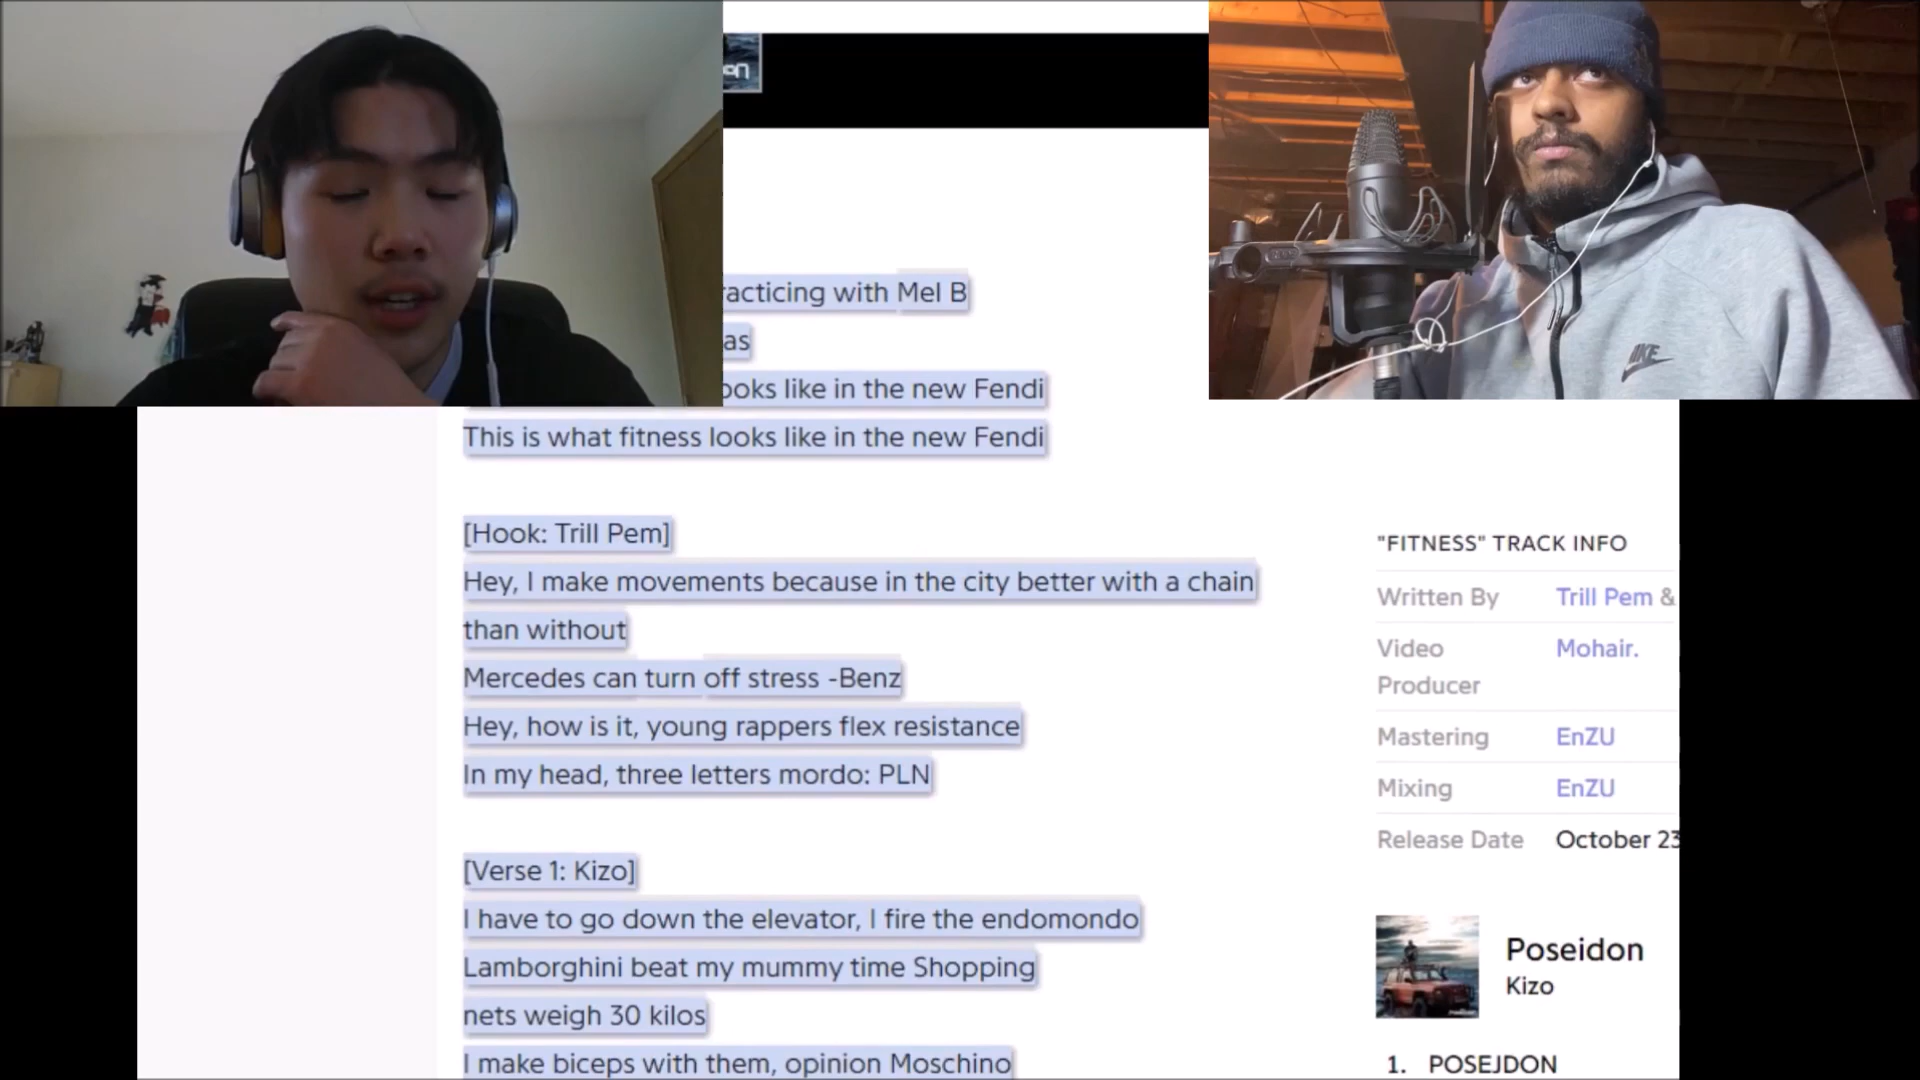 on
racticing with Mel B
as
ooks like in the new Fendi
This is what fitness looks like in the new Fendi
[Hook: Trill Pem]
Hey, I make movements because in the city better with a chain
than without
Mercedes can turn off stress -Benz
Hey, how is it, young rappers flex resistance
In my head, three letters mordo: PLN
[Verse 1: Kizo]
I have to go down the elevator, I fire the endomondo
Lamborghini beat my mummy time Shopping
nets weigh 30 kilos
I make biceps with them, opinion Moschino
"FITNESS" TRACK INFO
Written By Trill Pem &
Video Producer Mohair.
Mastering EnZU
Mixing EnZU
Release Date October 23
Poseidon
Kizo
1. POSEJDON
NIKE